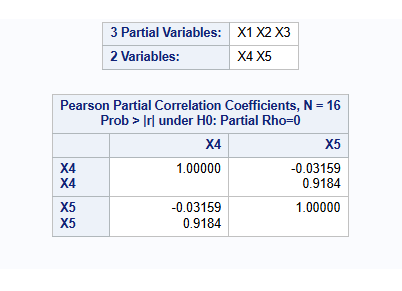 3 Partial Variables: X1 X2 X3
2 Variables: X4 X5
Pearson Partial Correlation Coefficients, N = 16
Prob > |r| under H0: Partial Rho=0
X4 X5
X4 1.00000 -0.03159
X4 0.9184
X5 -0.03159 1.00000
X5 0.9184